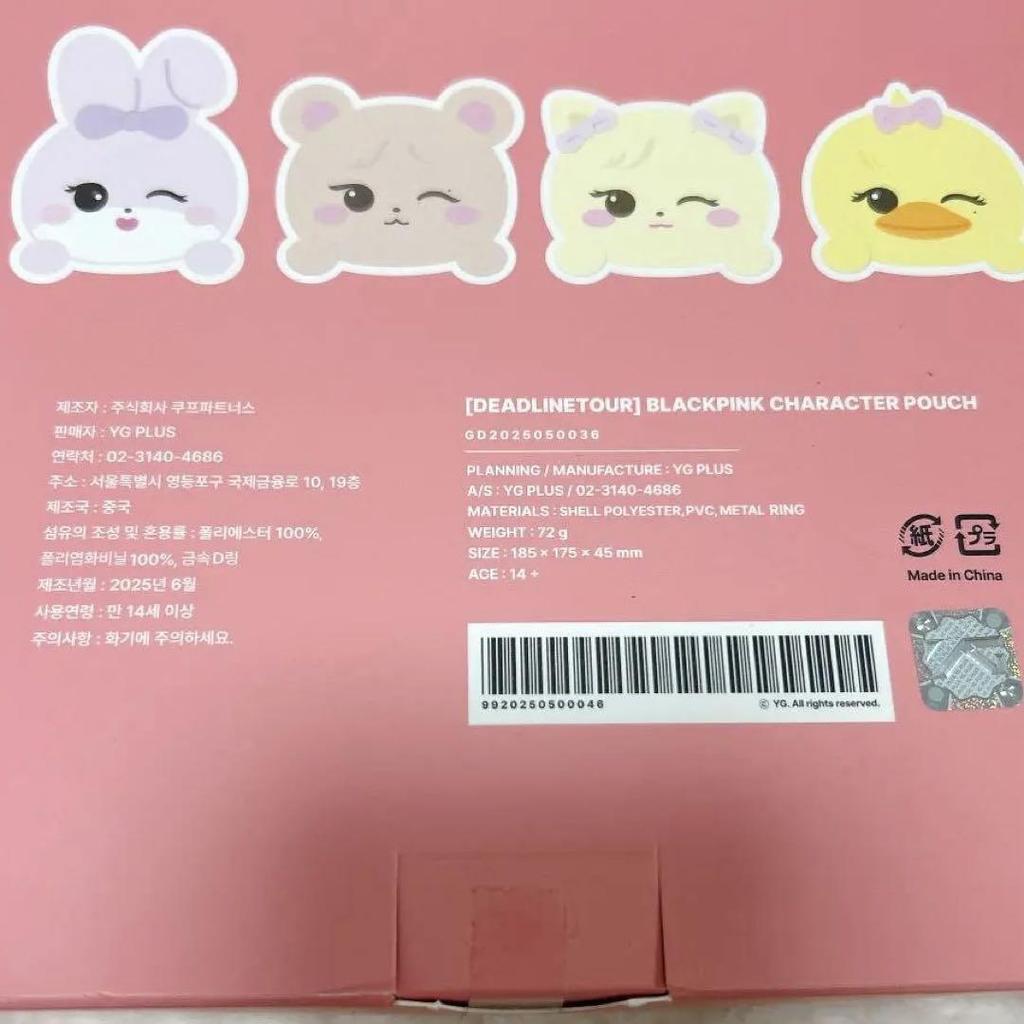 제조자 : 주식회사 쿠프파트너스
판매자 : YG PLUS
연락처 : 02-3140-4686
주소 : 서울특별시 영등포구 국제금융로 10, 19층
제조국 : 중국
섬유의 조성 및 혼용률 : 폴리에스터 100%,
폴리염화비닐 100%, 금속D링
제조년월 : 2025년 6월
사용연령 : 만 14세 이상
주의사항 : 화기에 주의하세요.
[DEADLINETOUR] BLACKPINK CHARACTER POUCH
GD2025050036
PLANNING / MANUFACTURE : YG PLUS
A/S : YG PLUS / 02-3140-4686
MATERIALS : SHELL POLYESTER, PVC, METAL RING
WEIGHT : 72 g
SIZE : 185 × 175 × 45 mm
AGE : 14 +
紙 プラ
Made in China
9920250500046
© YG. All rights reserved.